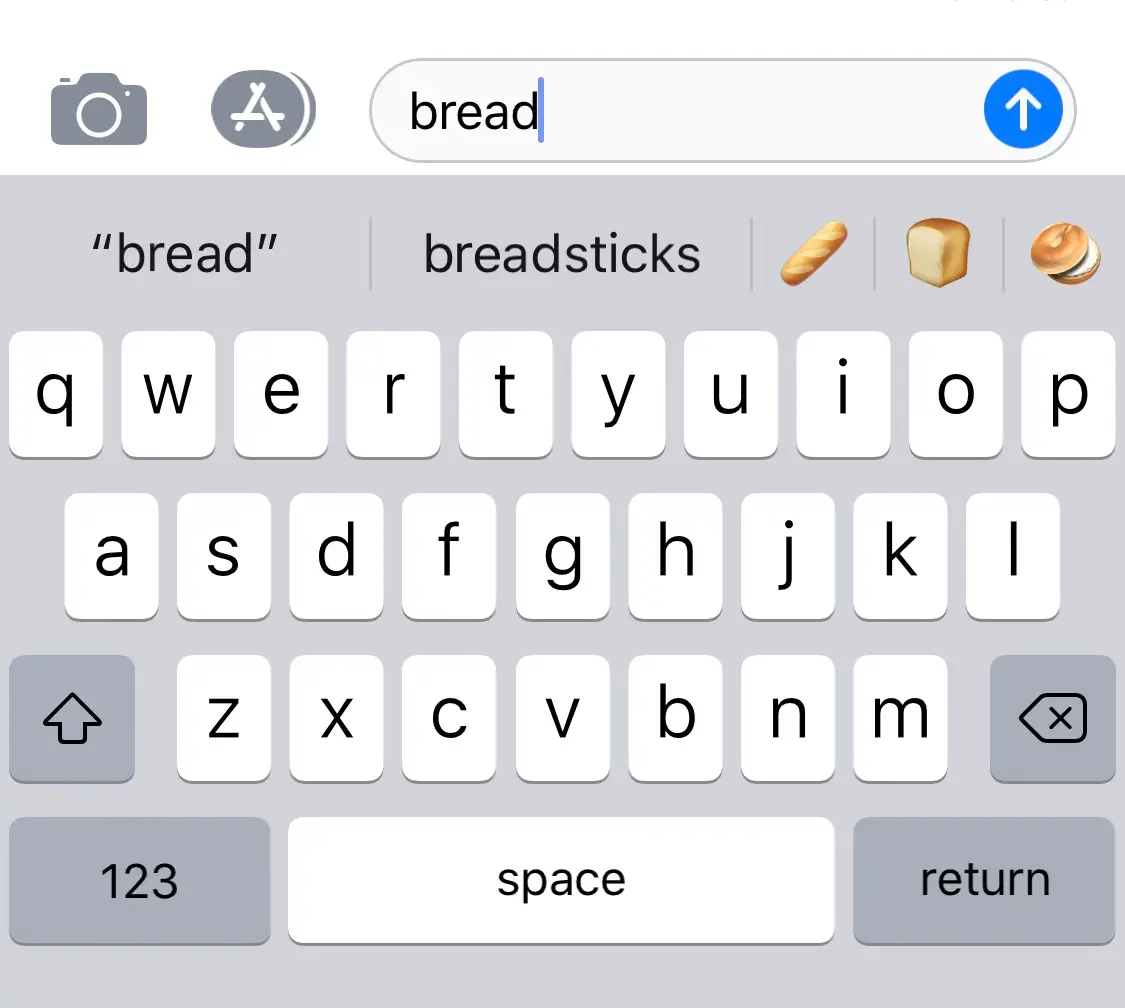 bread
“bread” breadsticks
q w e r t y u i o p
a s d f g h j k l
z x c v b n m
123 space return